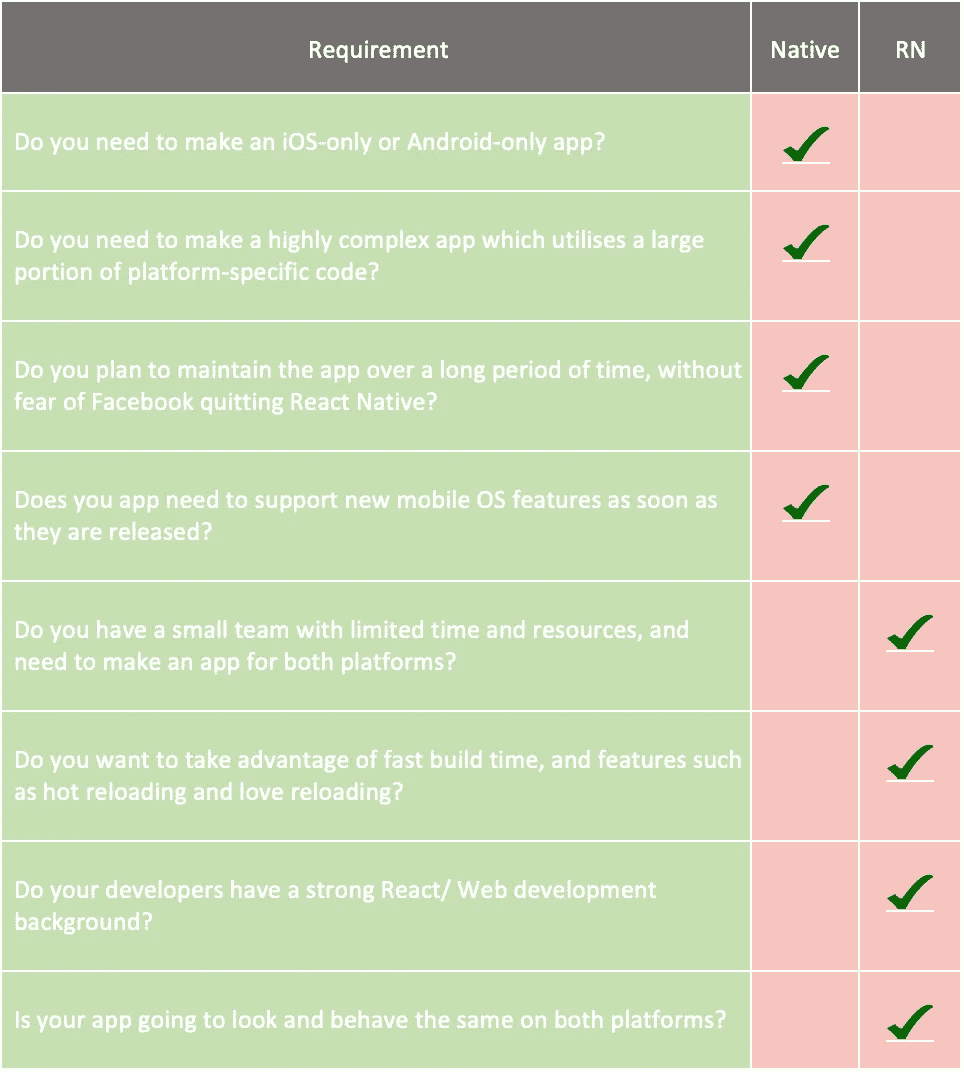 Requirement Native RN
Do you need to make an iOS-only or Android-only app?
Do you need to make a highly complex app which utilises a large
portion of platform-specific code?
Do you plan to maintain the app over a long period of time, without
fear of Facebook quitting React Native?
Does you app need to support new mobile OS features as soon as
they are released?
Do you have a small team with limited time and resources, and
need to make an app for both platforms?
Do you want to take advantage of fast build time, and features such
as hot reloading and love reloading?
Do your developers have a strong React/ Web development
background?
Is your app going to look and behave the same on both platforms?